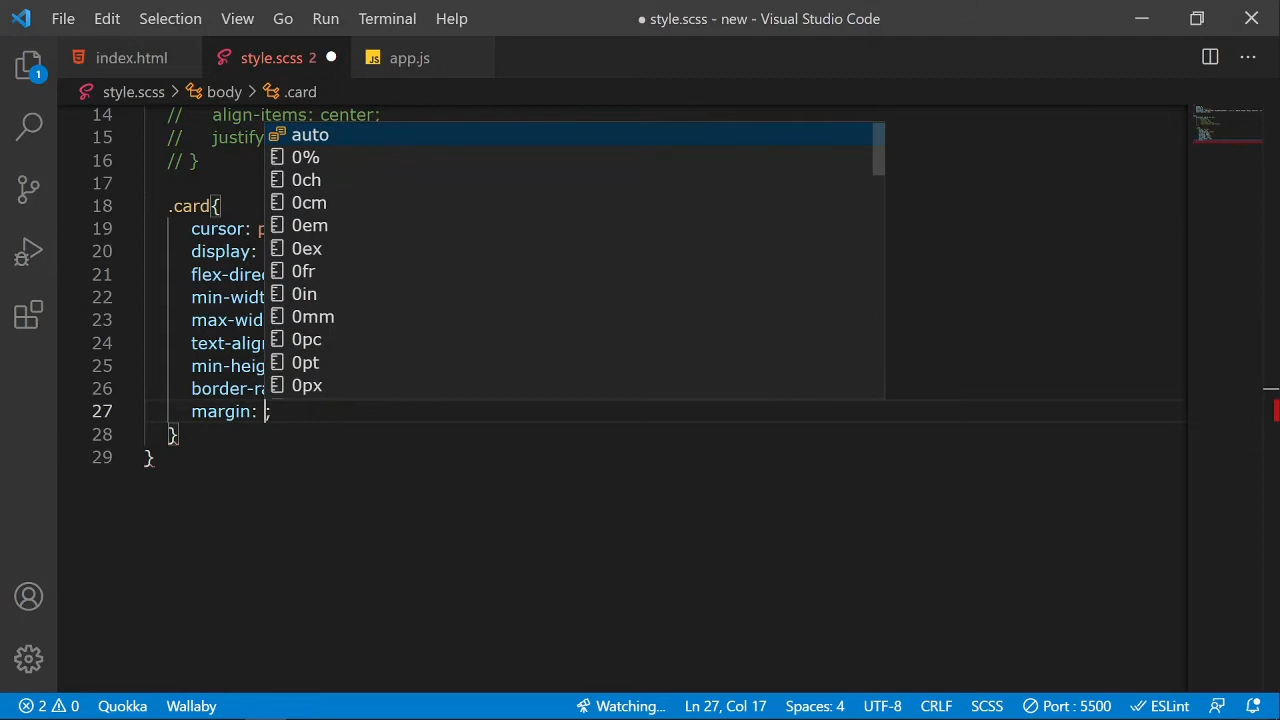 File Edit Selection View Go Run Terminal Help
● style.scss - new - Visual Studio Code
index.html style.scss 2 app.js
style.scss > body > .card
1
14 // align-items: center;
15 // justify
16 // }
17
18 .card{
19 cursor: p
20 display:
21 flex-direc
22 min-widt
23 max-wid
24 text-align
25 min-heig
26 border-ra
27 margin: ;
28 }
29 }
auto
0%
0ch
0cm
0em
0ex
0fr
0in
0mm
0pc
0pt
0px
2 0 Quokka Wallaby Watching... Ln 27, Col 17 Spaces: 4 UTF-8 CRLF SCSS Port : 5500 ESLint